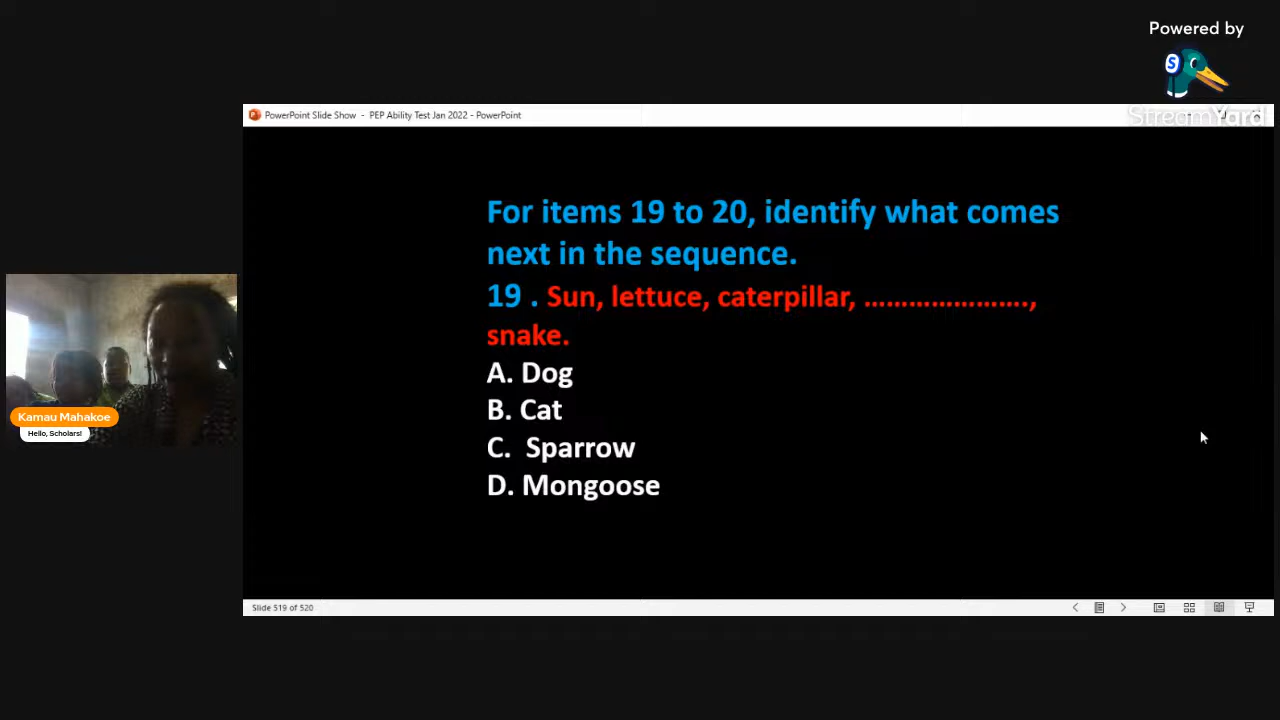 Powered by
S
StreamYard
PowerPoint Slide Show - PEP Ability Test Jan 2022 - PowerPoint
For items 19 to 20, identify what comes
next in the sequence.
19 . Sun, lettuce, caterpillar, …………………..,
snake.
A. Dog
B. Cat
C. Sparrow
D. Mongoose
Kamau Mahakoe
Hello, Scholars!
Slide 519 of 520